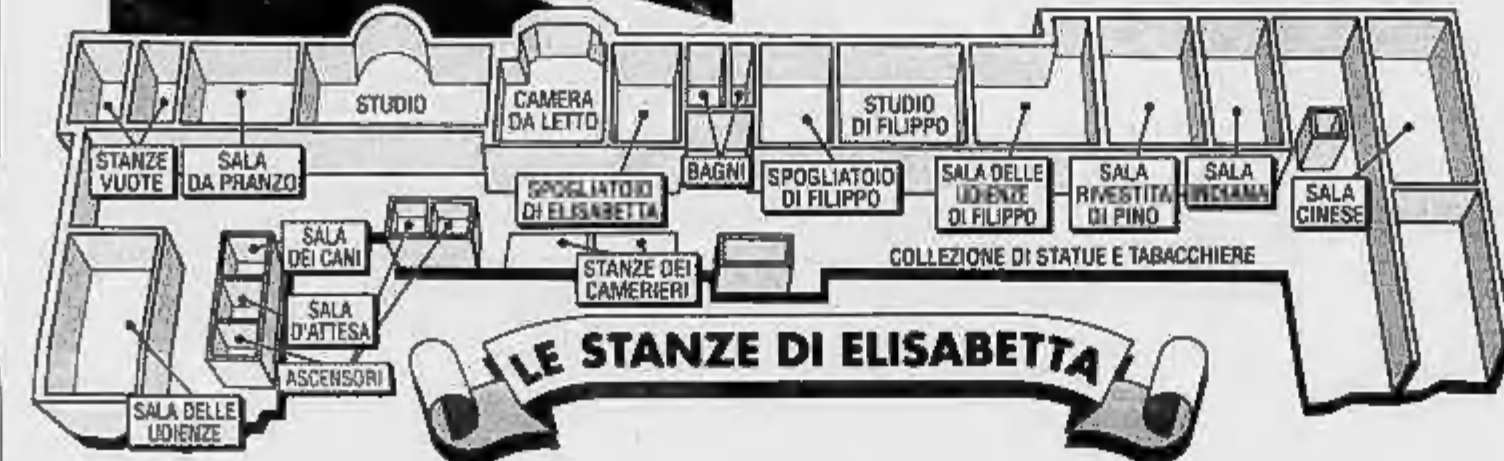 STUDIO
CAMERA
DA LETTO
STUDIO
DI FILIPPO
STANZE
VUOTE
SALA
DA PRANZO
SPOGLIATOIO
DI ELISABETTA
BAGNI
SPOGLIATOIO
DI FILIPPO
SALA DELLE
UDIENZE
DI FILIPPO
SALA
RIVESTITA
DI PINO
SALA
INDIANA
SALA
CINESE
SALA
DEI CANI
STANZE DEI
CAMERIERI
COLLEZIONE DI STATUE E TABACCHIERE
SALA
D'ATTESA
ASCENSORI
SALA DELLE
UDIENZE
LE STANZE DI ELISABETTA